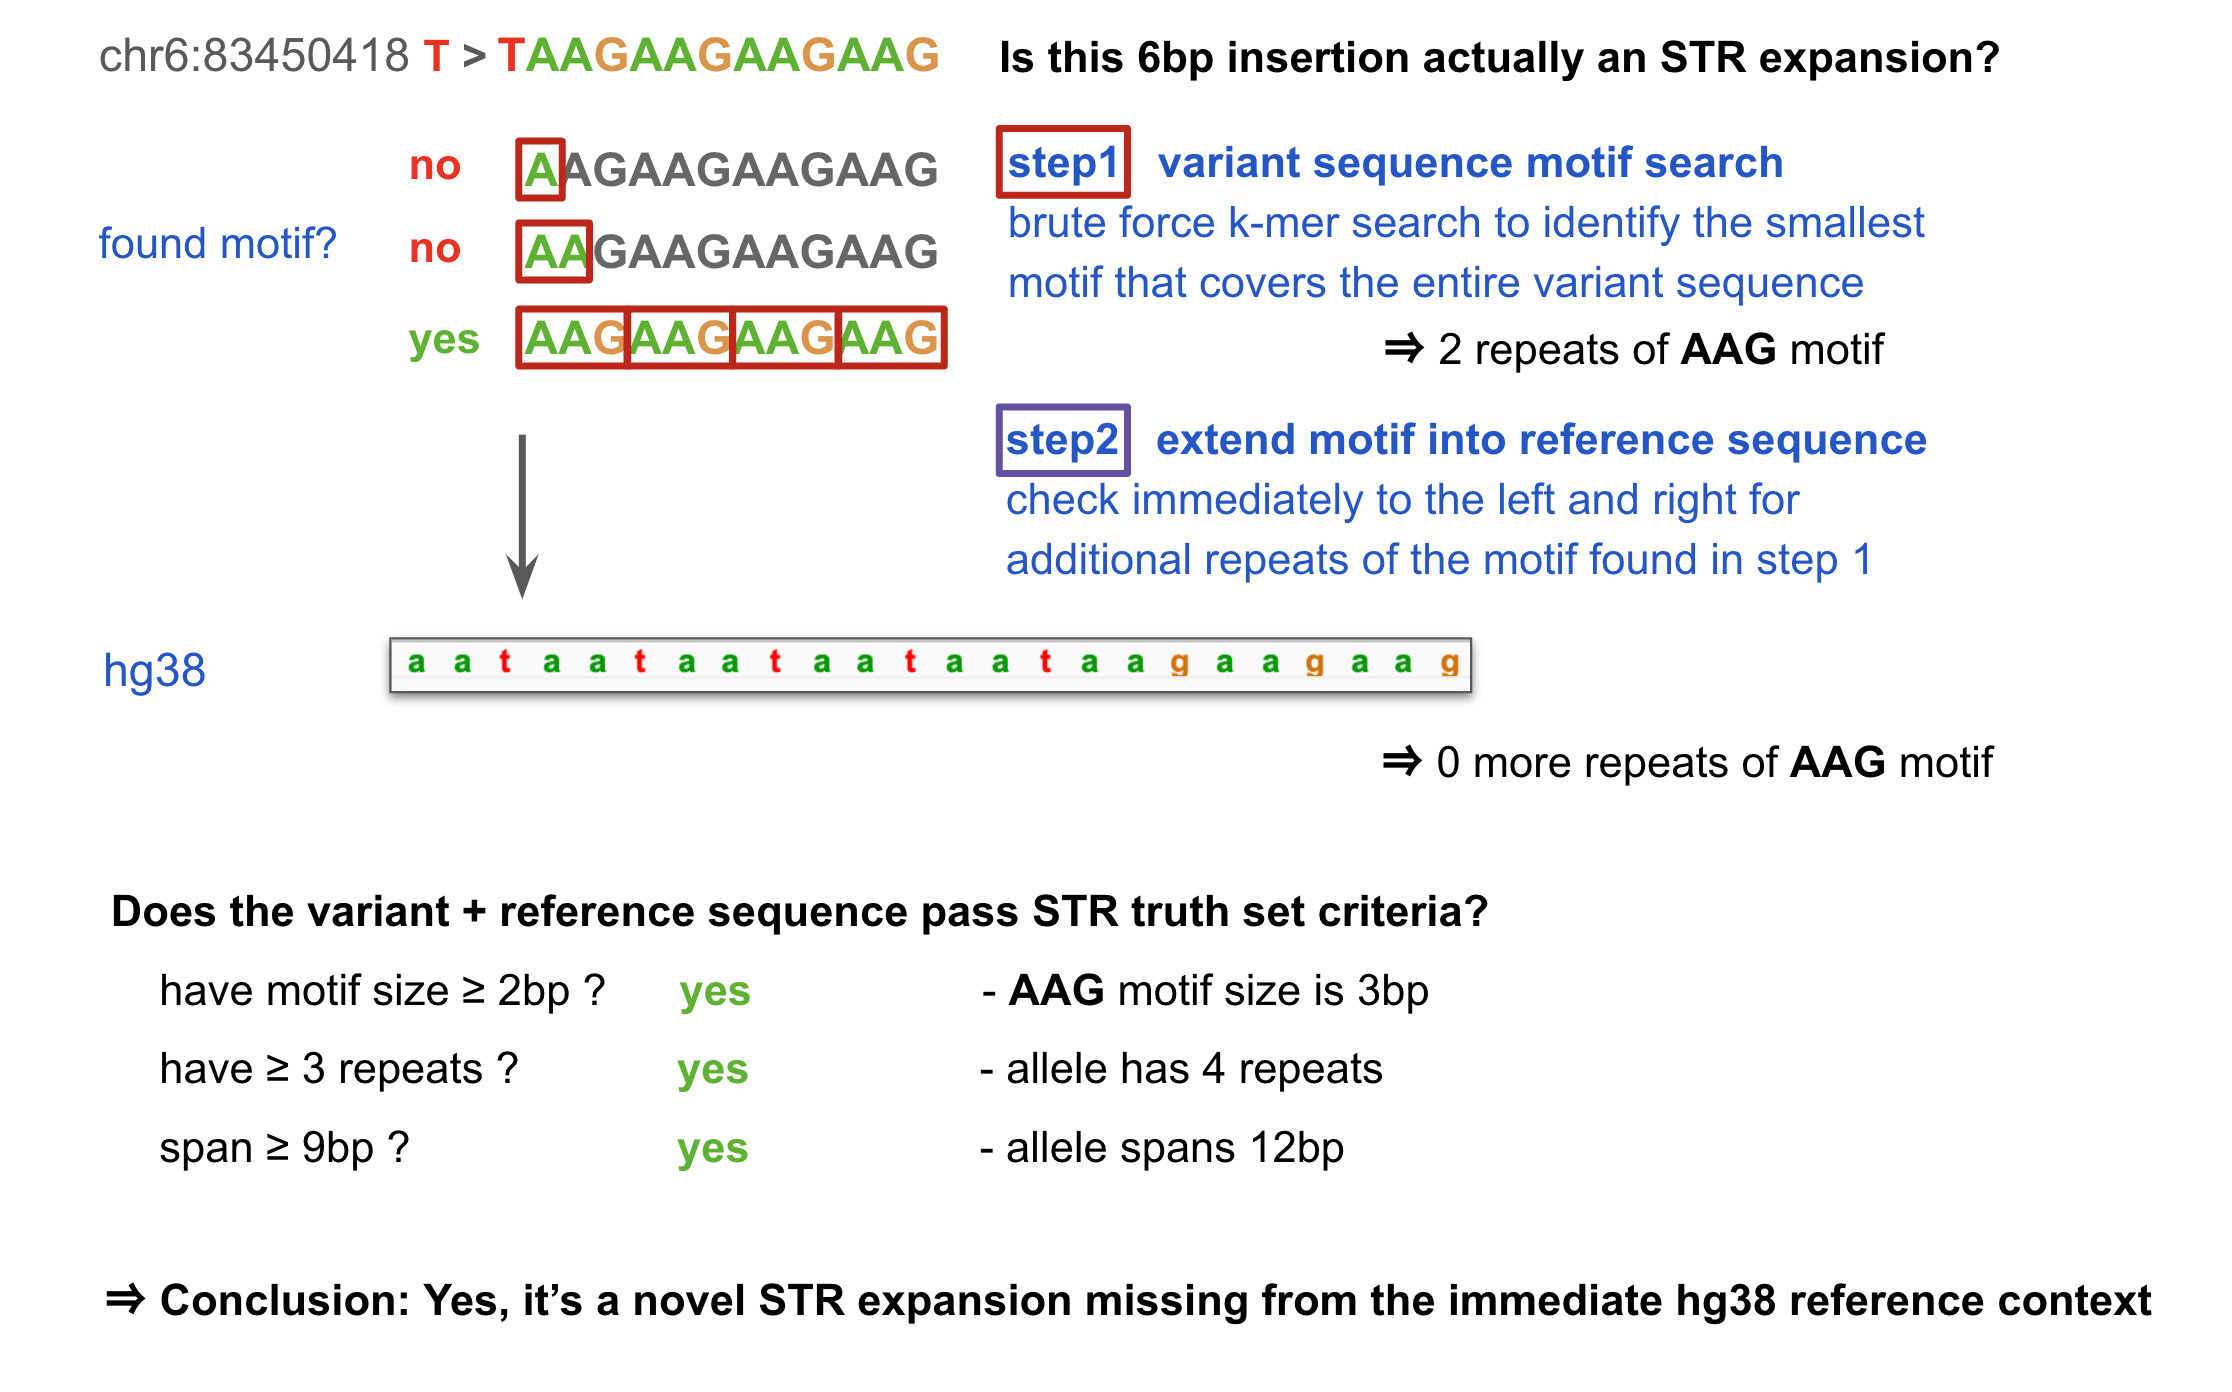 chr6:83450418 T > TAAGAAGAAGAAG
Is this 6bp insertion actually an STR expansion?
no AAGAAGAAGAAG
found motif?
no AAGAAGAAGAAG
yes AAGAAGAAGAAG
step1 variant sequence motif search
brute force k-mer search to identify the smallest
motif that covers the entire variant sequence
⇒ 2 repeats of AAG motif
step2 extend motif into reference sequence
check immediately to the left and right for
additional repeats of the motif found in step 1
hg38 a a t a a t a a t a a t a a t a a g a a g a a g
⇒ 0 more repeats of AAG motif
Does the variant + reference sequence pass STR truth set criteria?
have motif size ≥ 2bp ? yes - AAG motif size is 3bp
have ≥ 3 repeats ? yes - allele has 4 repeats
span ≥ 9bp ? yes - allele spans 12bp
⇒ Conclusion: Yes, it’s a novel STR expansion missing from the immediate hg38 reference context